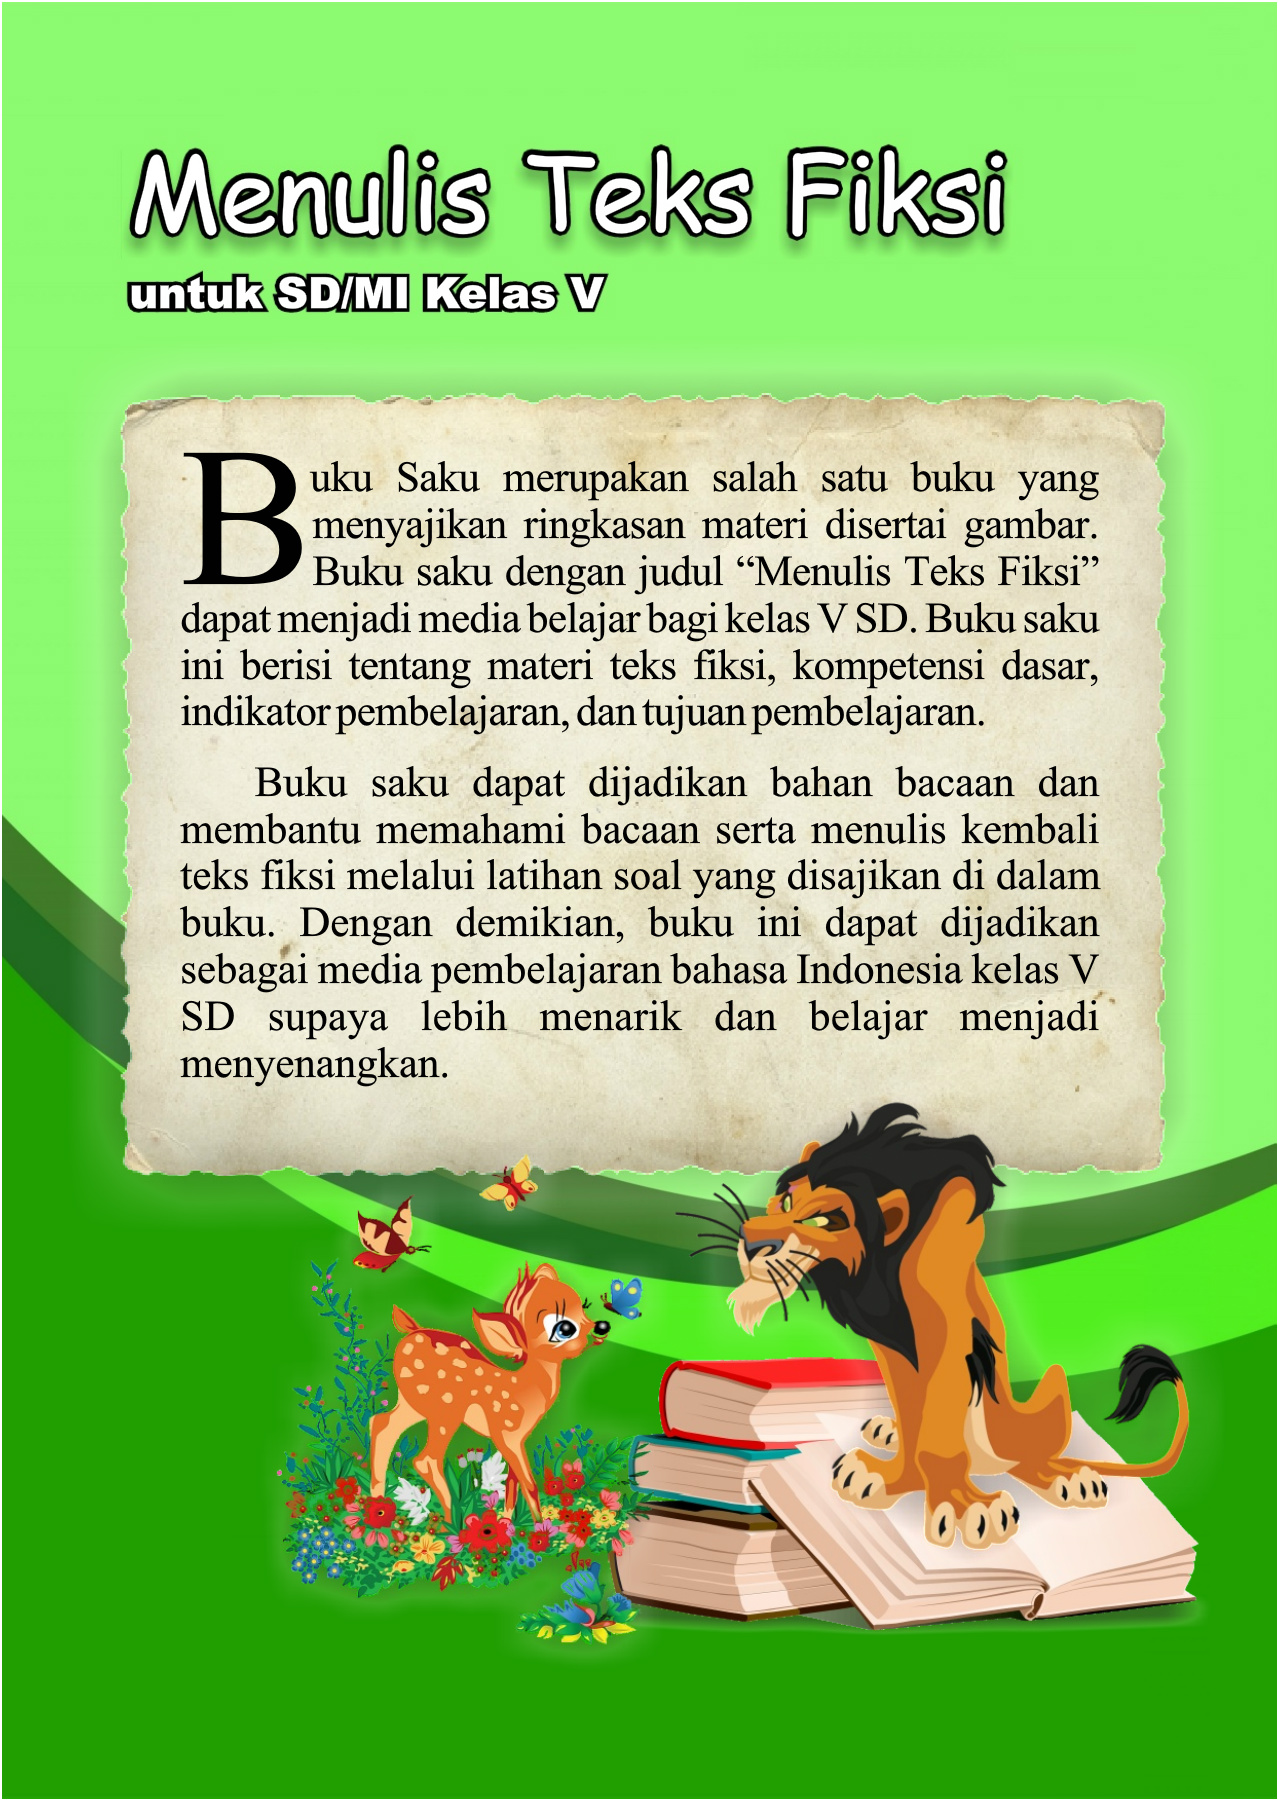 Menulis Teks Fiksi
untuk SD/MI Kelas V
Buku Saku merupakan salah satu buku yang
menyajikan ringkasan materi disertai gambar.
Buku saku dengan judul “Menulis Teks Fiksi”
dapat menjadi media belajar bagi kelas V SD. Buku saku
ini berisi tentang materi teks fiksi, kompetensi dasar,
indikator pembelajaran, dan tujuan pembelajaran.
Buku saku dapat dijadikan bahan bacaan dan
membantu memahami bacaan serta menulis kembali
teks fiksi melalui latihan soal yang disajikan di dalam
buku. Dengan demikian, buku ini dapat dijadikan
sebagai media pembelajaran bahasa Indonesia kelas V
SD supaya lebih menarik dan belajar menjadi
menyenangkan.